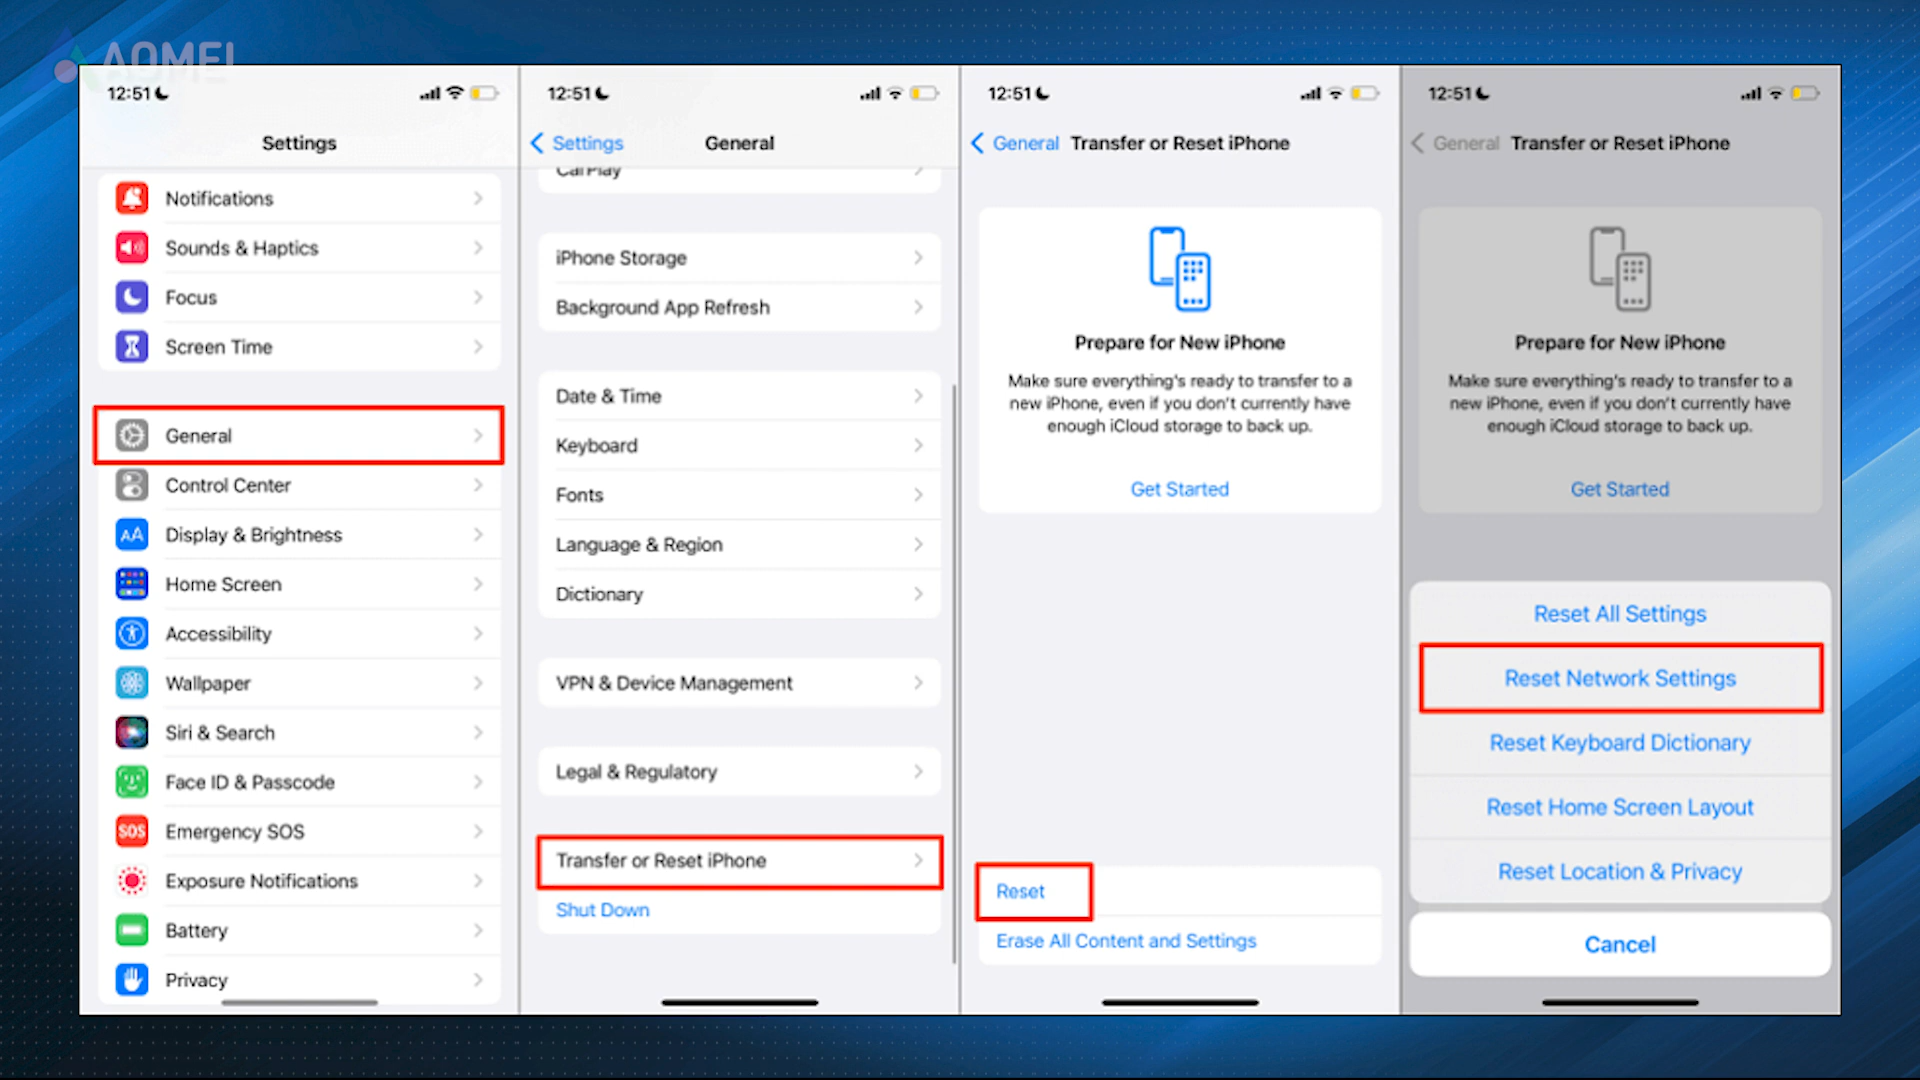 AOMEI
12:51
Settings
Notifications
Sounds & Haptics
Focus
Screen Time
General
Control Center
AA
Display & Brightness
Home Screen
Accessibility
Wallpaper
Siri & Search
Face ID & Passcode
SOS
Emergency SOS
Exposure Notifications
Battery
Privacy
12:51
Settings
General
CarPlay
iPhone Storage
Background App Refresh
Date & Time
Keyboard
Fonts
Language & Region
Dictionary
VPN & Device Management
Legal & Regulatory
Transfer or Reset iPhone
Shut Down
12:51
General
Transfer or Reset iPhone
Prepare for New iPhone
Make sure everything's ready to transfer to a
new iPhone, even if you don't currently have
enough iCloud storage to back up.
Get Started
Reset
Erase All Content and Settings
12:51
General
Transfer or Reset iPhone
Prepare for New iPhone
Make sure everything's ready to transfer to a
new iPhone, even if you don't currently have
enough iCloud storage to back up.
Get Started
Reset All Settings
Reset Network Settings
Reset Keyboard Dictionary
Reset Home Screen Layout
Reset Location & Privacy
Cancel